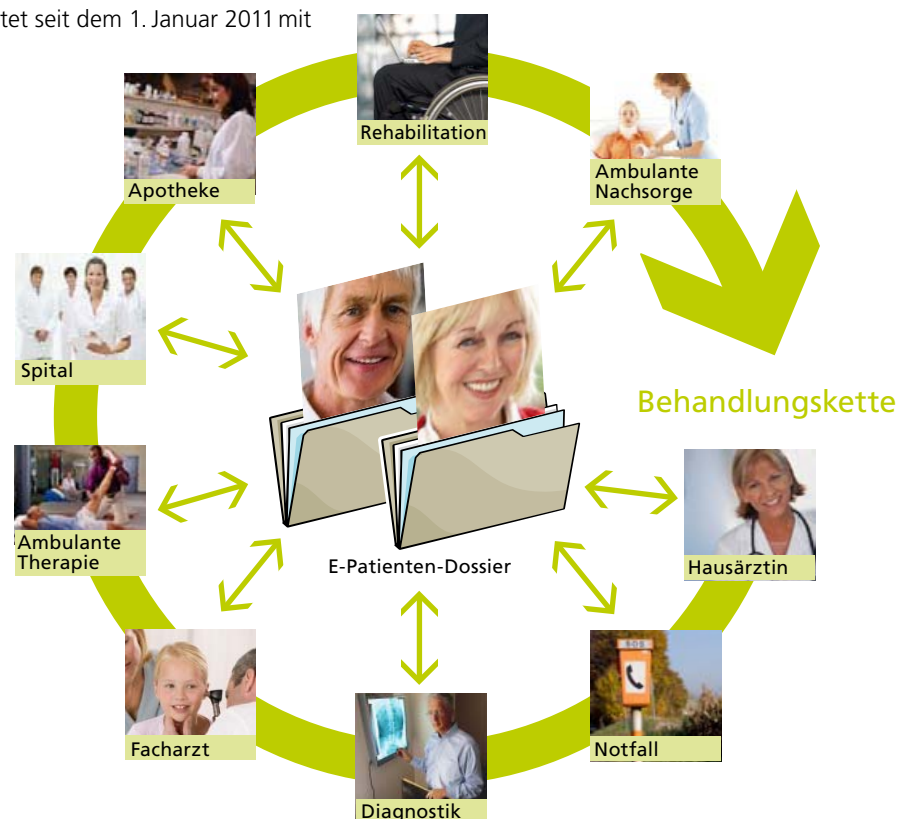 tet seit dem 1. Januar 2011 mit
Rehabilitation
Apotheke
Ambulante
Nachsorge
Spital
Behandlungskette
Ambulante
Therapie
E-Patienten-Dossier
Hausärztin
Facharzt
SOS
Notfall
Diagnostik